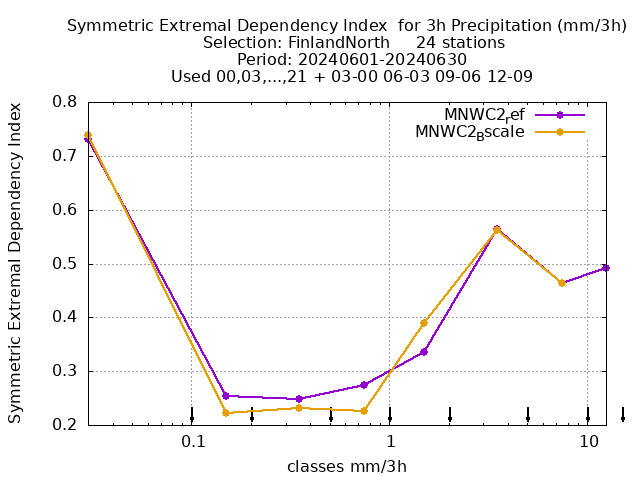 Symmetric Extremal Dependency Index  for 3h Precipitation (mm/3h)
Selection: FinlandNorth     24 stations
Period: 20240601-20240630
Used 00,03,...,21 + 03-00 06-03 09-06 12-09
MNWC2ref
MNWC2Bscale
Symmetric Extremal Dependency Index
0.8
0.7
0.6
0.5
0.4
0.3
0.2
0.1
1
10
classes mm/3h